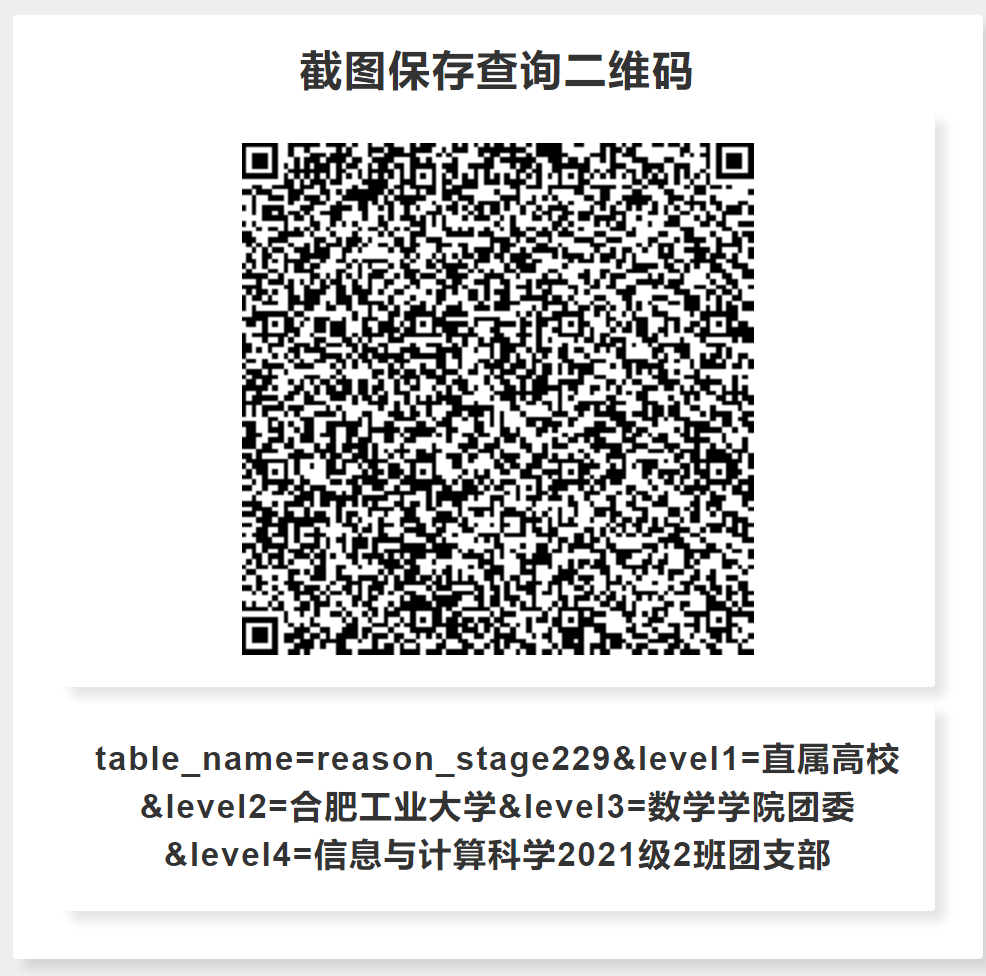 截图保存查询二维码
table_name=reason_stage229&level1=直属高校
&level2=合肥工业大学&level3=数学学院团委
&level4=信息与计算科学2021级2班团支部